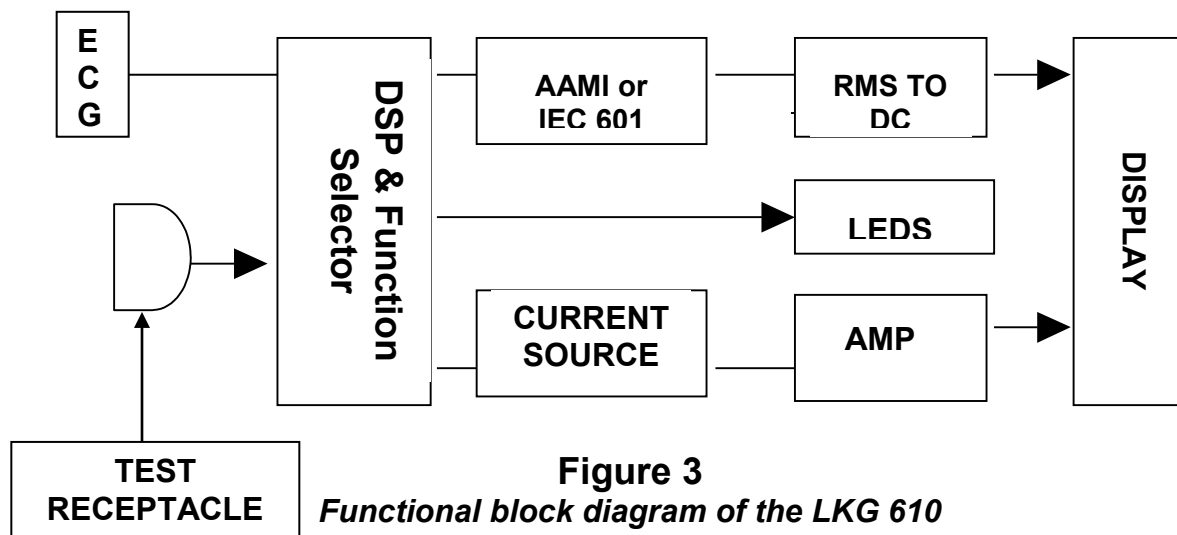 E
C
G
DSP & Function
Selector
AAMI or
IEC 601
RMS TO
DC
DISPLAY
LEDS
CURRENT
SOURCE
AMP
TEST
RECEPTACLE
Figure 3
Functional block diagram of the LKG 610